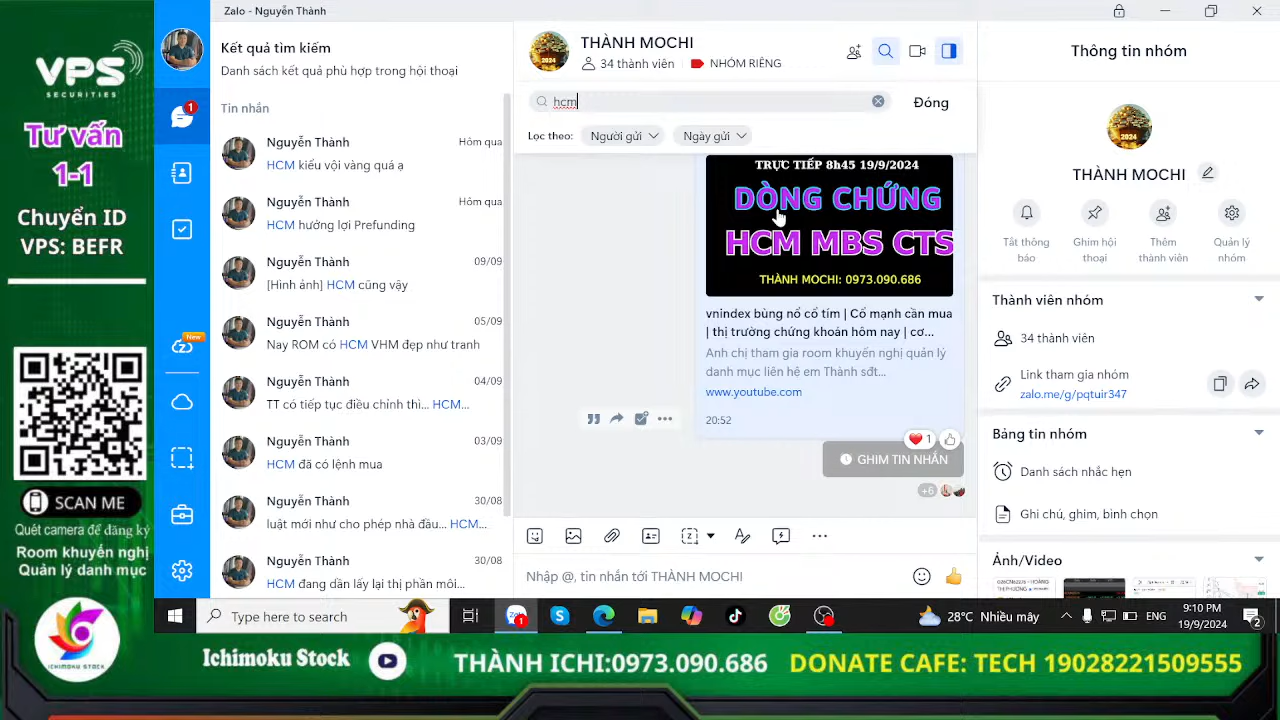 VPS
SECURITIES
Tư vấn
1-1
Chuyển ID
VPS: BEFR
SCAN ME
Quét camera để đăng ký
Room khuyến nghị
Quản lý danh mục
ICHIMOKU STOCK
Zalo - Nguyễn Thành
1
New
Kết quả tìm kiếm
Danh sách kết quả phù hợp trong hội thoại
Tin nhắn
Nguyễn Thành
Hôm qua
HCM kiểu vội vàng quá ạ
Nguyễn Thành
Hôm qua
HCM hưởng lợi Prefunding
Nguyễn Thành
09/09
[Hình ảnh] HCM cũng vậy
Nguyễn Thành
05/09
Nay ROM có HCM VHM đẹp như tranh
Nguyễn Thành
04/09
TT có tiếp tục điều chỉnh thì... HCM...
Nguyễn Thành
03/09
HCM đã có lệnh mua
Nguyễn Thành
30/08
luật mới như cho phép nhà đầu... HCM...
Nguyễn Thành
30/08
HCM đang dần lấy lại thị phần môi...
2024
THÀNH MOCHI
34 thành viên
NHÓM RIÊNG
hcm
Đóng
Lọc theo:
Người gửi
Ngày gửi
TRỰC TIẾP 8h45 19/9/2024
DÒNG CHỨNG
HCM MBS CTS
THÀNH MOCHI: 0973.090.686
vnindex bùng nổ cổ tím | Cổ mạnh cần mua
| thị trường chứng khoán hôm nay | cơ...
Anh chị tham gia room khuyến nghị quản lý
danh mục liên hệ em Thành sđt...
www.youtube.com
20:52
1
GHIM TIN NHẮN
+6
Nhập @, tin nhắn tới THÀNH MOCHI
Thông tin nhóm
2024
THÀNH MOCHI
Tắt thông
báo
Ghim hội
thoại
Thêm
thành viên
Quản lý
nhóm
Thành viên nhóm
34 thành viên
Link tham gia nhóm
zalo.me/g/pqtuir347
Bảng tin nhóm
Danh sách nhắc hẹn
Ghi chú, ghim, bình chọn
Ảnh/Video
Type here to search
Zalo
1
28°C Nhiều mây
ENG
9:10 PM
19/9/2024
2
Ichimoku Stock
THÀNH ICHI:0973.090.686
DONATE CAFE: TECH 19028221509555